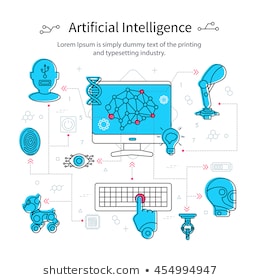 Artificial Intelligence
Lorem Ipsum is simply dummy text of the printing
and typesetting industry.
shutterstock.com • 454994947